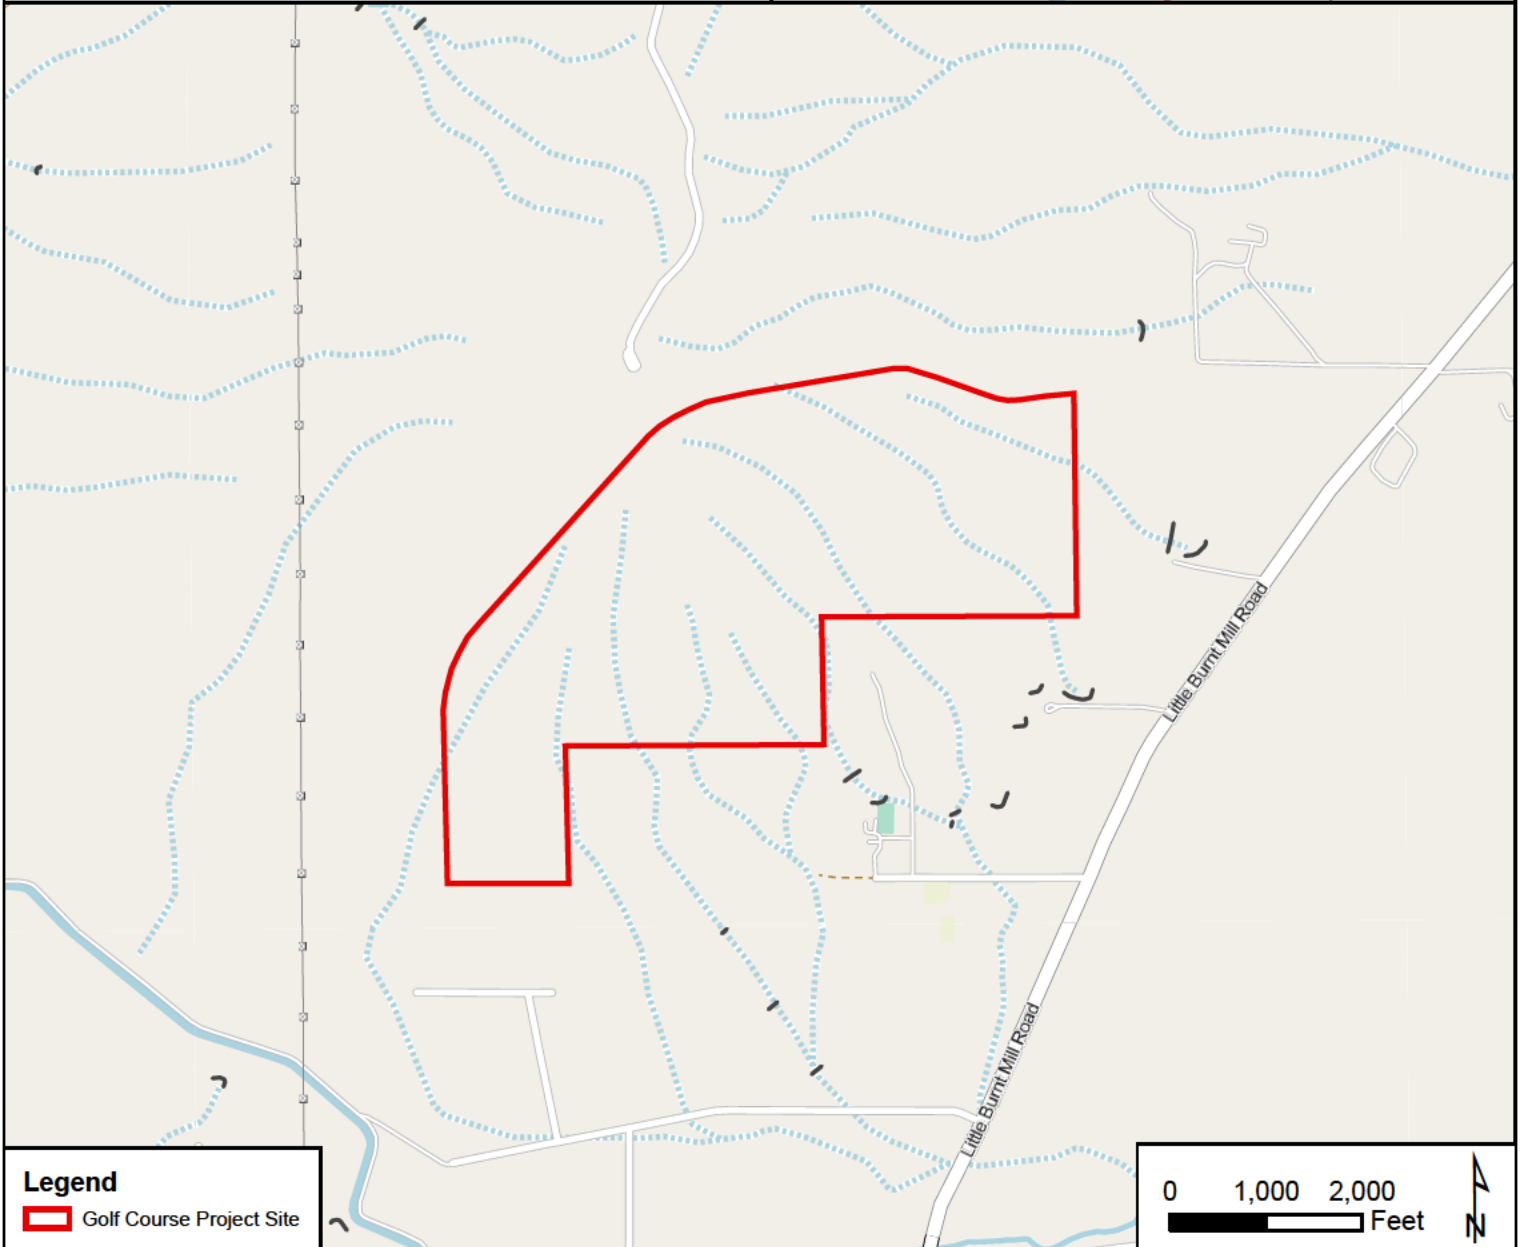 Little Burnt Mill Road
Little Burnt Mill Road
Legend
Golf Course Project Site
0 1,000 2,000
Feet
N